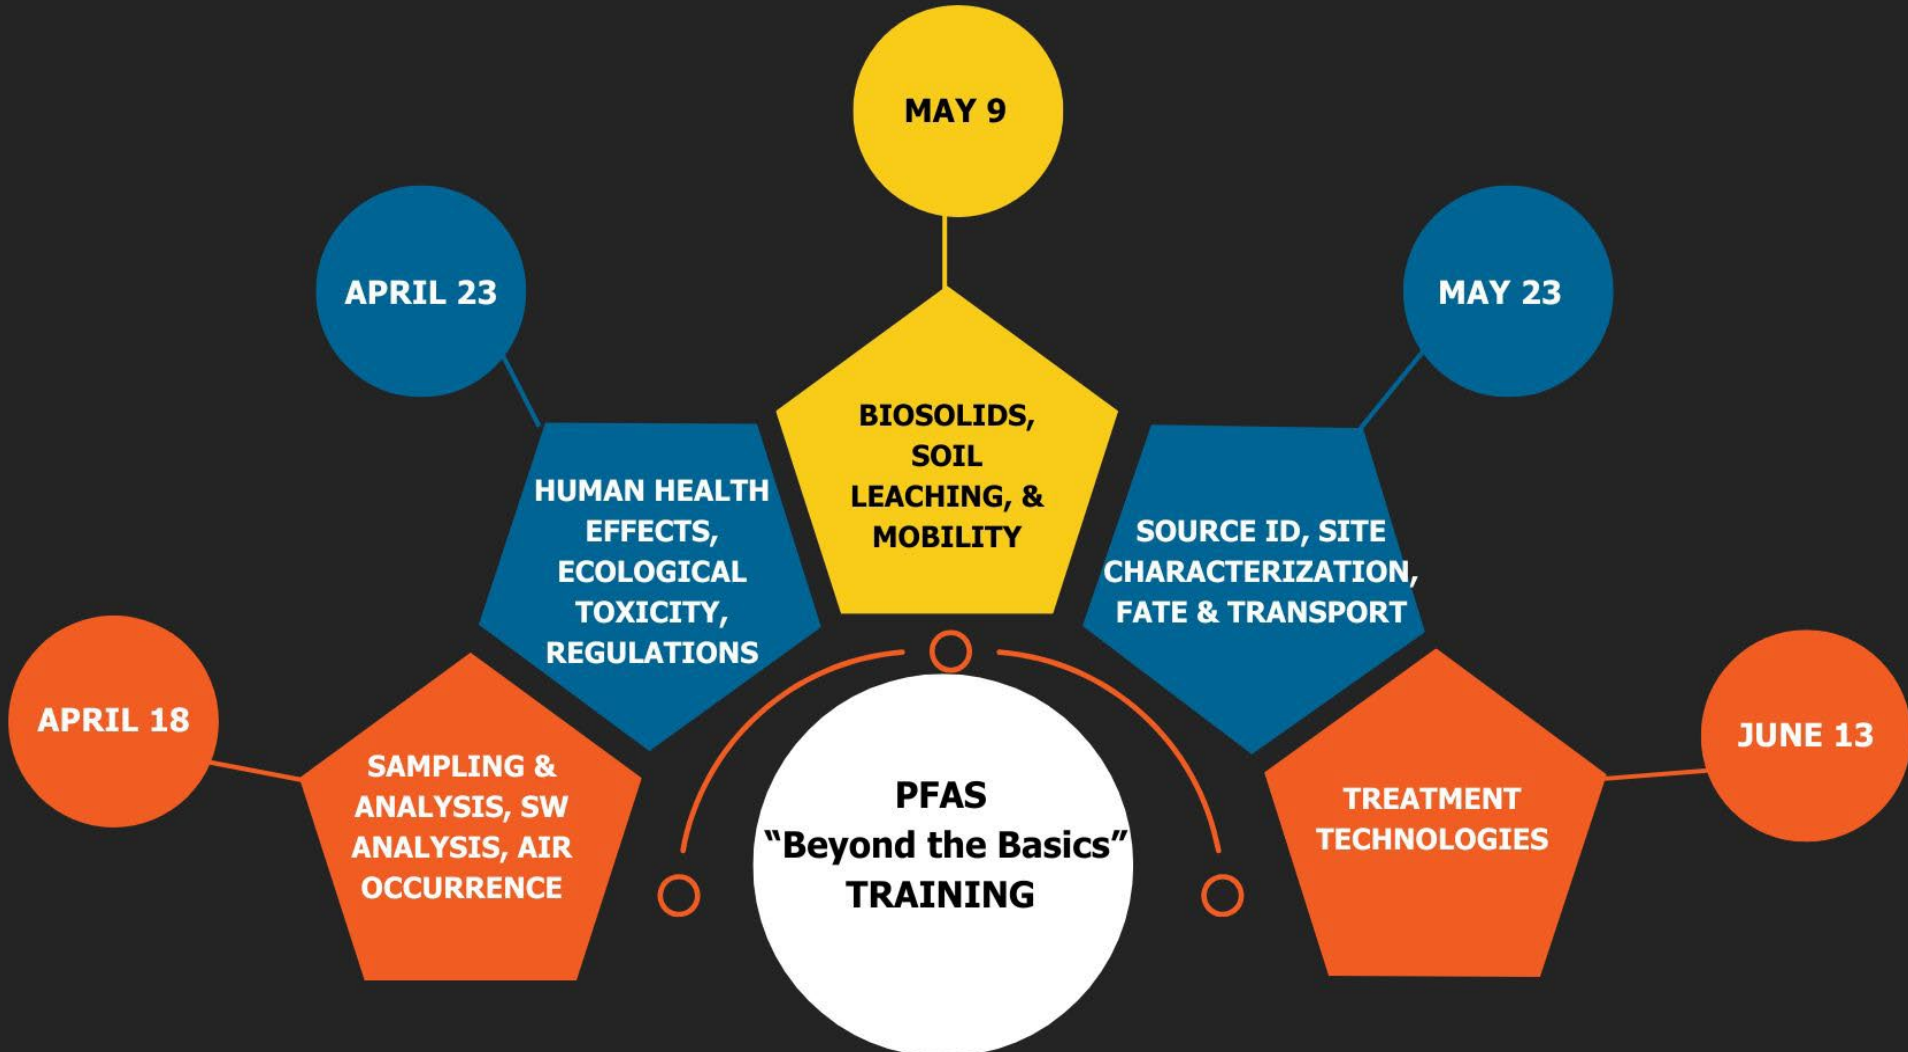 MAY 9
APRIL 23
MAY 23
BIOSOLIDS,
SOIL
LEACHING, &
MOBILITY
HUMAN HEALTH
EFFECTS,
ECOLOGICAL
TOXICITY,
REGULATIONS
SOURCE ID, SITE
CHARACTERIZATION,
FATE & TRANSPORT
APRIL 18
JUNE 13
SAMPLING &
ANALYSIS, SW
ANALYSIS, AIR
OCCURRENCE
TREATMENT
TECHNOLOGIES
PFAS
“Beyond the Basics”
TRAINING